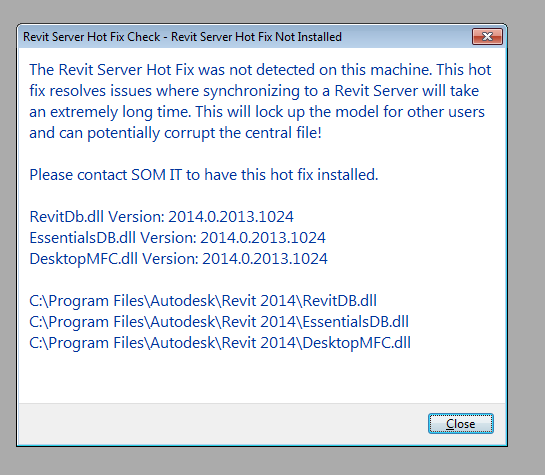 Revit Server Hot Fix Check - Revit Server Hot Fix Not Installed
The Revit Server Hot Fix was not detected on this machine. This hot
fix resolves issues where synchronizing to a Revit Server will take
an extremely long time. This will lock up the model for other users
and can potentially corrupt the central file!
Please contact SOM IT to have this hot fix installed.
RevitDb.dll Version: 2014.0.2013.1024
EssentialsDB.dll Version: 2014.0.2013.1024
DesktopMFC.dll Version: 2014.0.2013.1024
C:\Program Files\Autodesk\Revit 2014\RevitDB.dll
C:\Program Files\Autodesk\Revit 2014\EssentialsDB.dll
C:\Program Files\Autodesk\Revit 2014\DesktopMFC.dll
Close